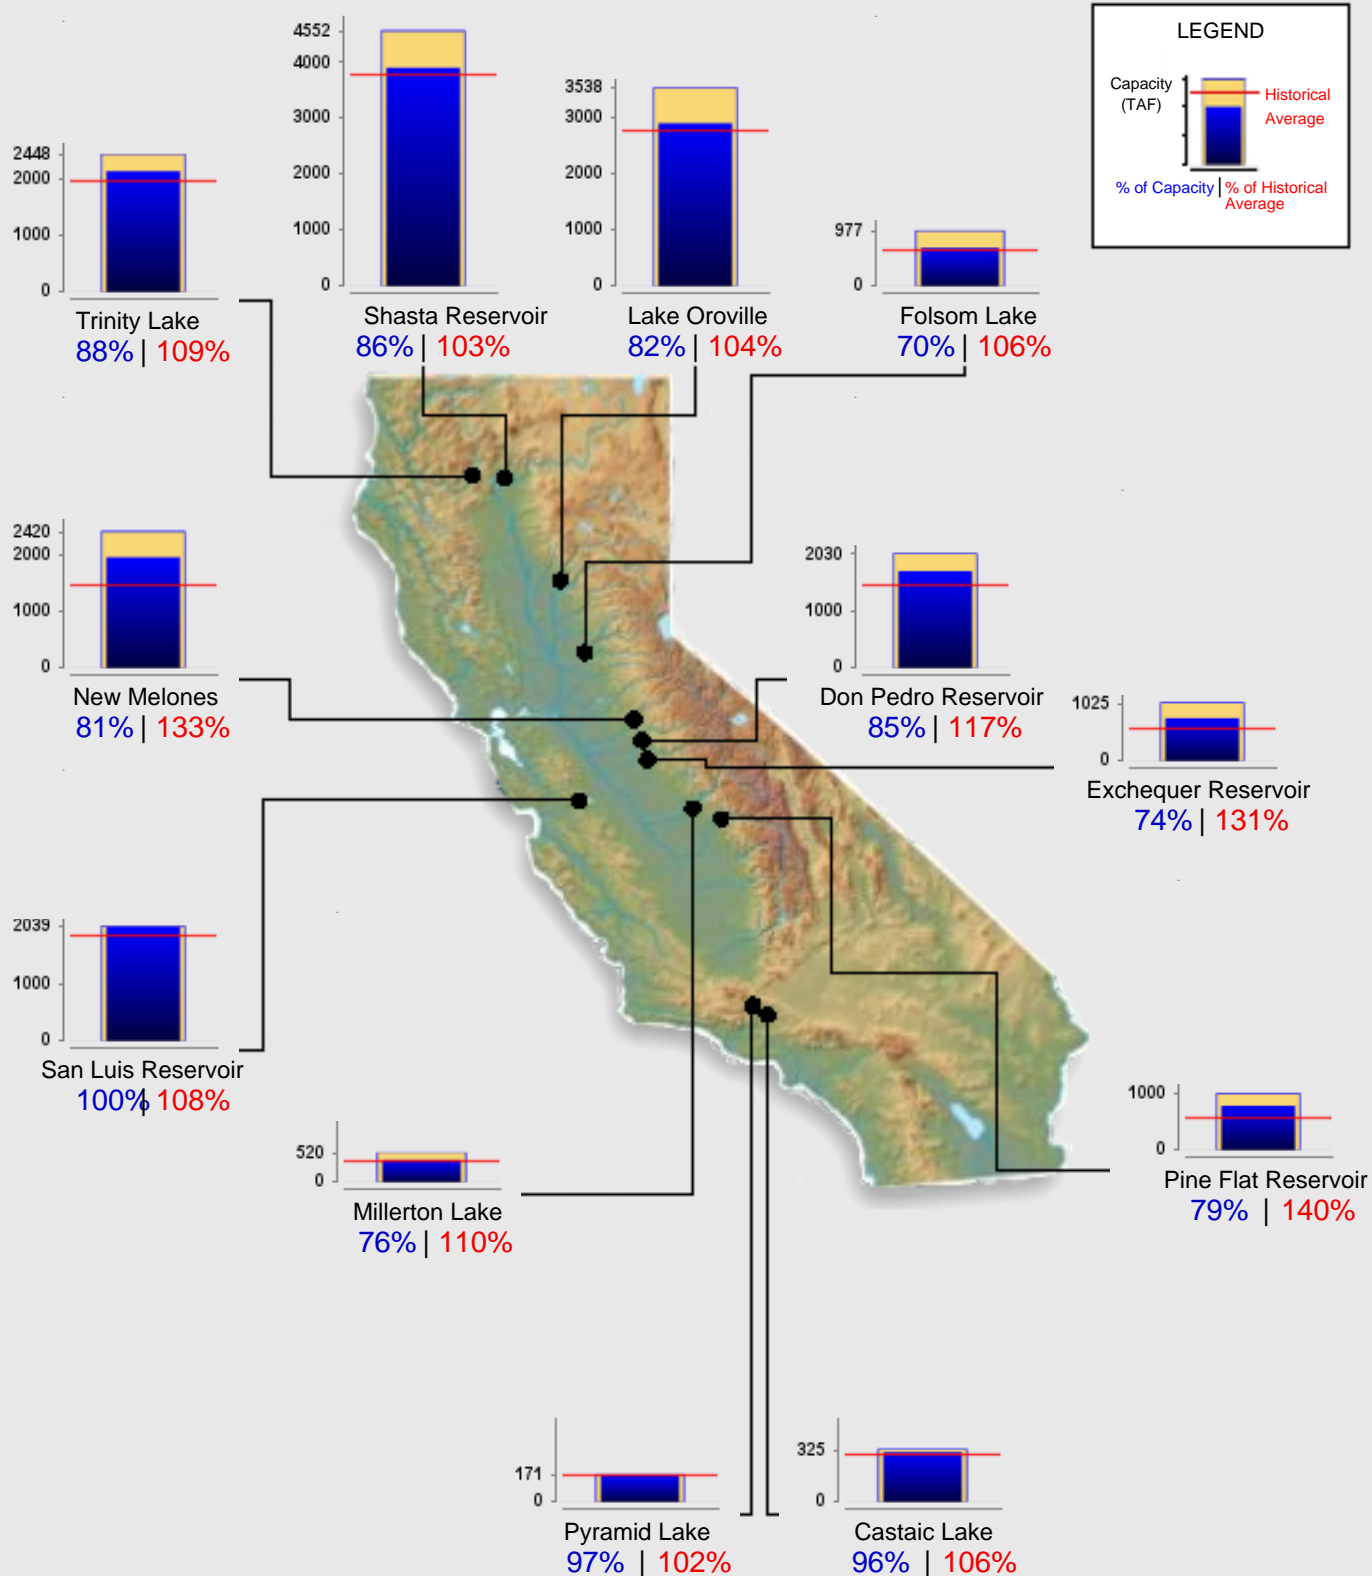 LEGEND
Capacity
(TAF)
Historical
Average
% of Capacity | % of Historical
Average
4552
4000
3000
2000
1000
0
Shasta Reservoir
86% | 103%
3538
3000
2000
1000
0
Lake Oroville
82% | 104%
977
0
Folsom Lake
70% | 106%
2448
2000
1000
0
Trinity Lake
88% | 109%
2420
2000
1000
0
New Melones
81% | 133%
2030
1000
0
Don Pedro Reservoir
85% | 117%
1025
0
Exchequer Reservoir
74% | 131%
2039
1000
0
San Luis Reservoir
100% | 108%
520
0
Millerton Lake
76% | 110%
1000
0
Pine Flat Reservoir
79% | 140%
171
0
Pyramid Lake
97% | 102%
325
0
Castaic Lake
96% | 106%